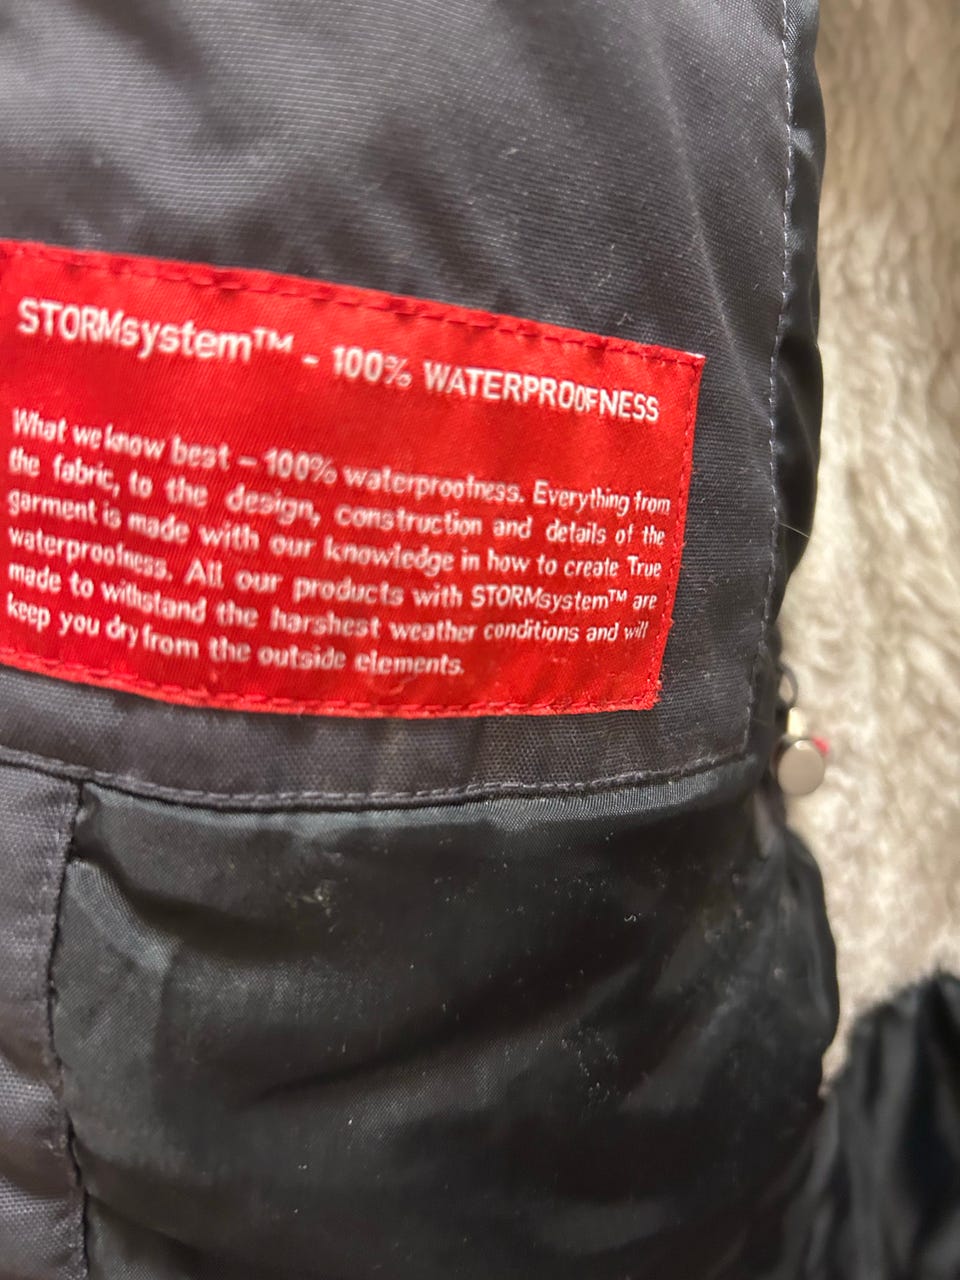 STORMsystem™ - 100% WATERPROOFNESS
What we know best – 100% waterproofness. Everything from
the fabric, to the design, construction and details of the
garment is made with our knowledge in how to create True
waterproofness. All our products with STORMsystem™ are
made to withstand the harshest weather conditions and will
keep you dry from the outside elements.